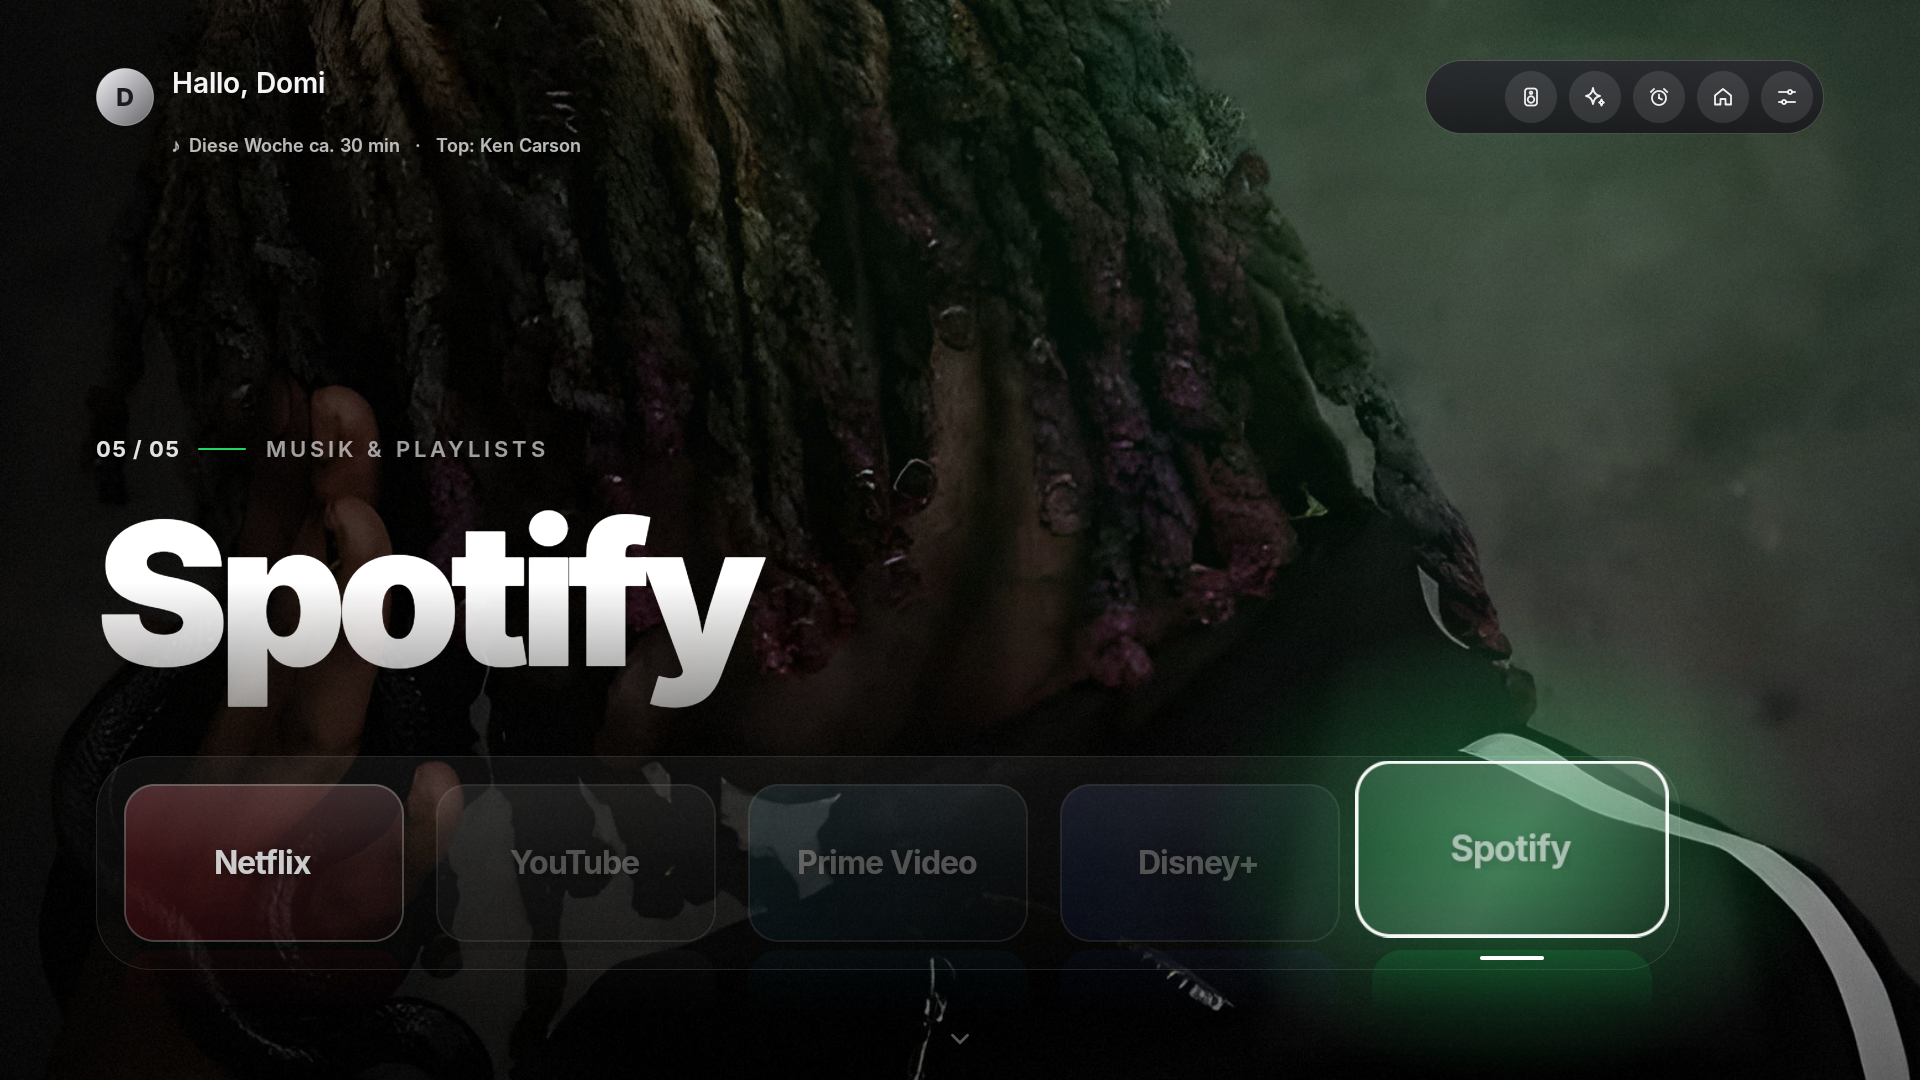 D
Hallo, Domi
♪ Diese Woche ca. 30 min · Top: Ken Carson
05 / 05 MUSIK & PLAYLISTS
Spotify
Netflix
YouTube
Prime Video
Disney+
Spotify